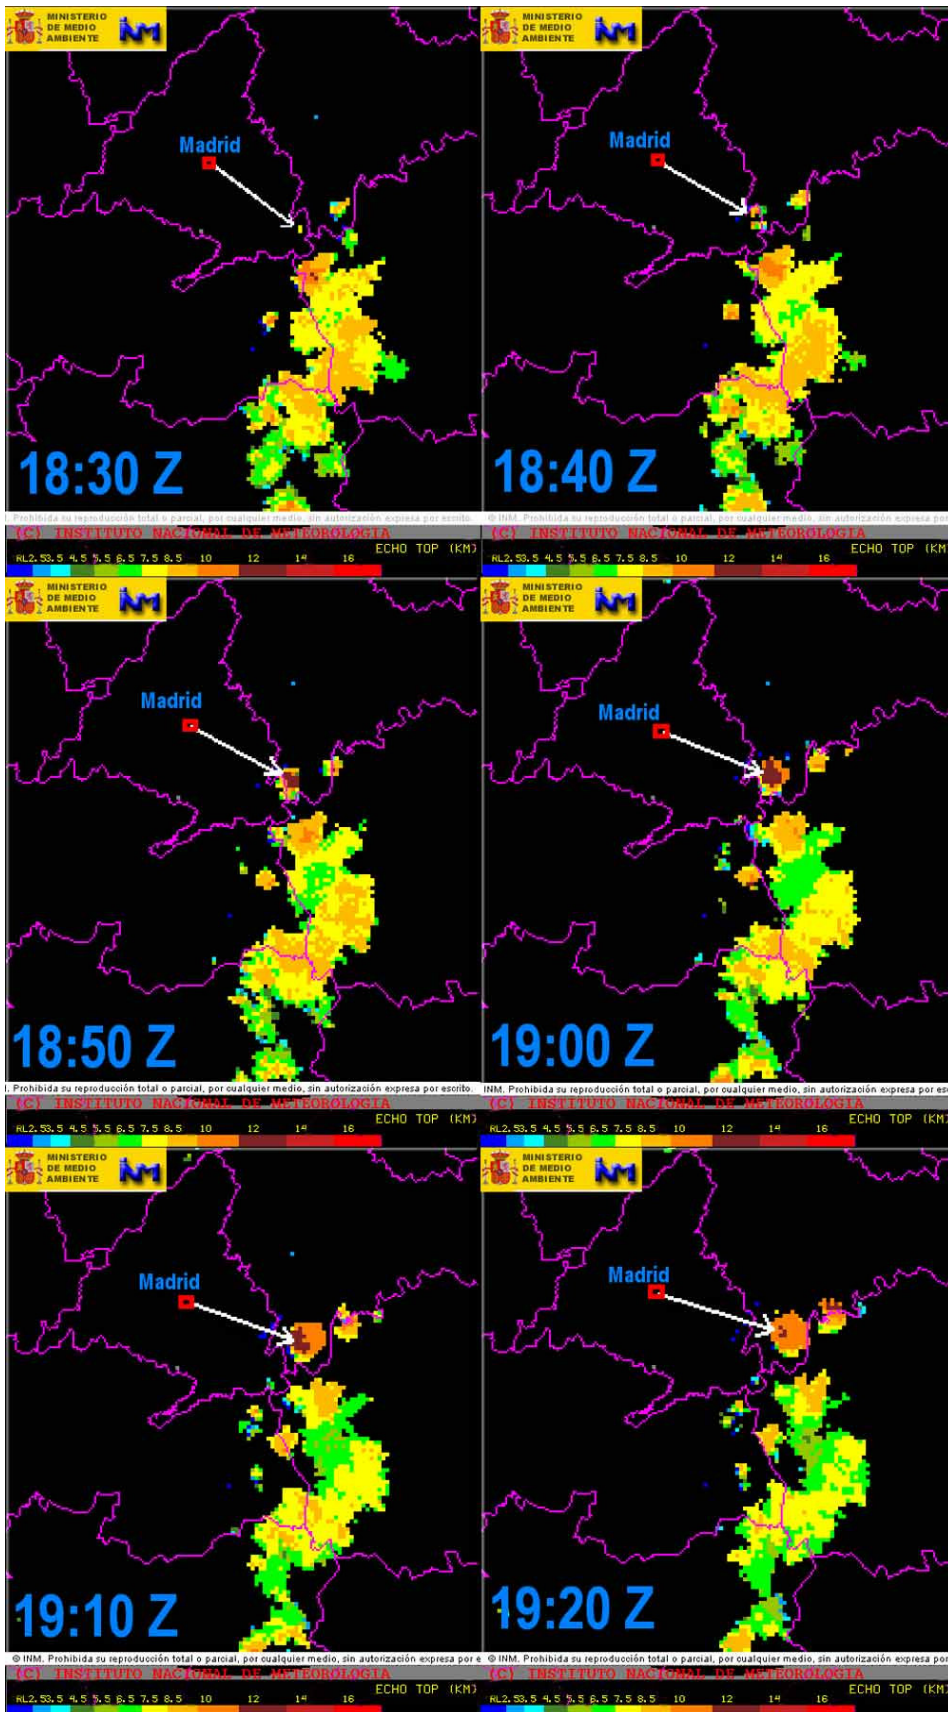 MINISTERIO
DE MEDIO
AMBIENTE
INM
Madrid
18:30 Z
. Prohibida su reproducción total o parcial, por cualquier medio, sin autorización expresa por escrito.
(C) INSTITUTO NACIONAL DE METEOROLOGIA
ECHO TOP (KM)
RL2.53.5 4.5 5.5 6.5 7.5 8.5 10 12 14 16
MINISTERIO
DE MEDIO
AMBIENTE
INM
Madrid
18:40 Z
© INM. Prohibida su reproducción total o parcial, por cualquier medio, sin autorización expresa por
(C) INSTITUTO NACIONAL DE METEOROLOGIA
ECHO TOP (KM)
RL2.53.5 4.5 5.5 6.5 7.5 8.5 10 12 14 16
MINISTERIO
DE MEDIO
AMBIENTE
INM
Madrid
18:50 Z
. Prohibida su reproducción total o parcial, por cualquier medio, sin autorización expresa por escrito.
(C) INSTITUTO NACIONAL DE METEOROLOGIA
ECHO TOP (KM)
RL2.53.5 4.5 5.5 6.5 7.5 8.5 10 12 14 16
MINISTERIO
DE MEDIO
AMBIENTE
INM
Madrid
19:00 Z
INM. Prohibida su reproducción total o parcial, por cualquier medio, sin autorización expresa por es
(C) INSTITUTO NACIONAL DE METEOROLOGIA
ECHO TOP (KM)
RL2.53.5 4.5 5.5 6.5 7.5 8.5 10 12 14 16
MINISTERIO
DE MEDIO
AMBIENTE
INM
Madrid
19:10 Z
© INM. Prohibida su reproducción total o parcial, por cualquier medio, sin autorización expresa por e
(C) INSTITUTO NACIONAL DE METEOROLOGIA
ECHO TOP (KM)
RL2.53.5 4.5 5.5 6.5 7.5 8.5 10 12 14 16
MINISTERIO
DE MEDIO
AMBIENTE
INM
Madrid
19:20 Z
© INM. Prohibida su reproducción total o parcial, por cualquier medio, sin autorización expresa por
(C) INSTITUTO NACIONAL DE METEOROLOGIA
ECHO TOP (KM)
RL2.53.5 4.5 5.5 6.5 7.5 8.5 10 12 14 16